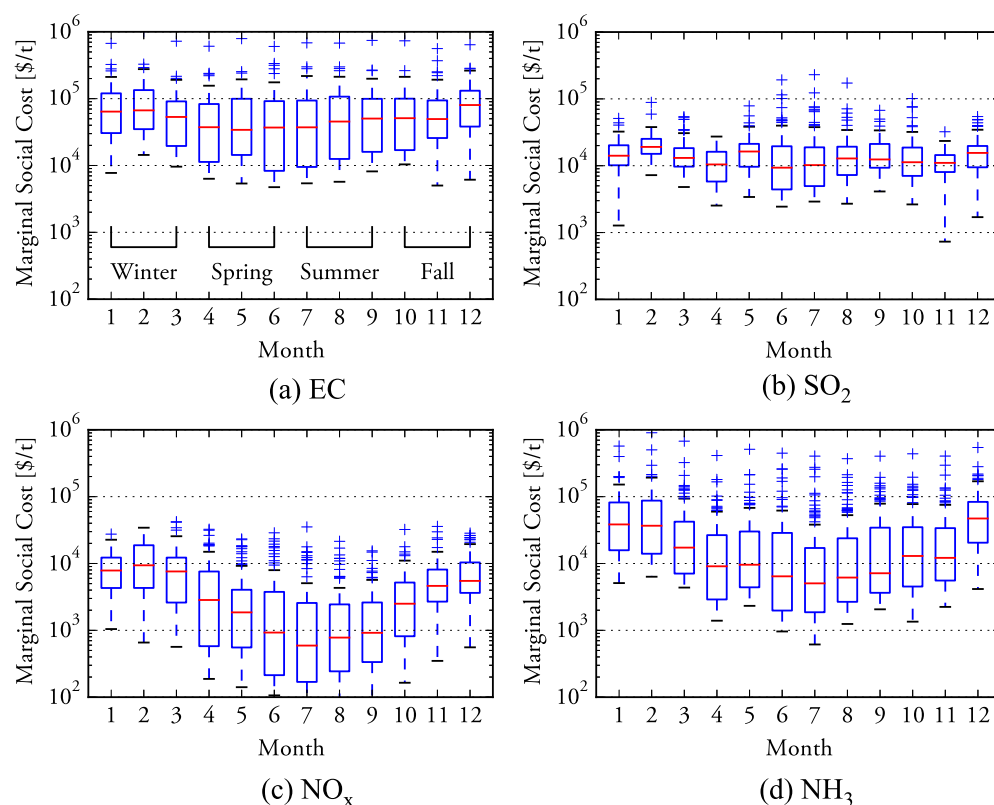 Marginal Social Cost [$/t]
10^6
10^5
10^4
10^3
10^2
Winter Spring Summer Fall
1 2 3 4 5 6 7 8 9 10 11 12
Month
(a) EC
Marginal Social Cost [$/t]
10^6
10^5
10^4
10^3
10^2
1 2 3 4 5 6 7 8 9 10 11 12
Month
(b) SO₂
Marginal Social Cost [$/t]
10^6
10^5
10^4
10^3
10^2
1 2 3 4 5 6 7 8 9 10 11 12
Month
(c) NOₓ
Marginal Social Cost [$/t]
10^6
10^5
10^4
10^3
10^2
1 2 3 4 5 6 7 8 9 10 11 12
Month
(d) NH₃